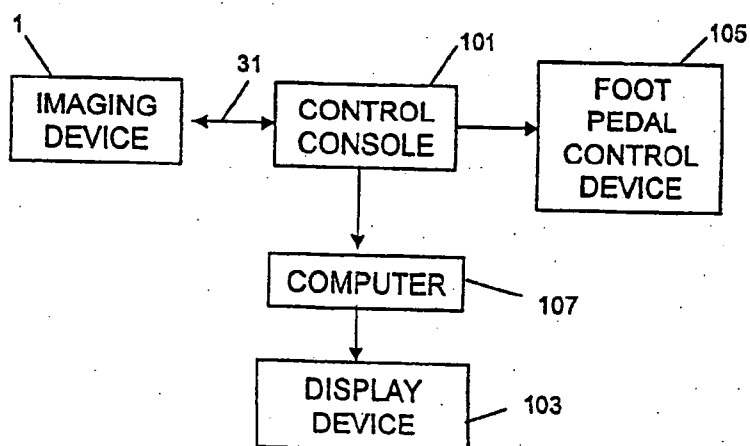 1
IMAGING
DEVICE
31
101
CONTROL
CONSOLE
105
FOOT
PEDAL
CONTROL
DEVICE
COMPUTER
107
DISPLAY
DEVICE
103